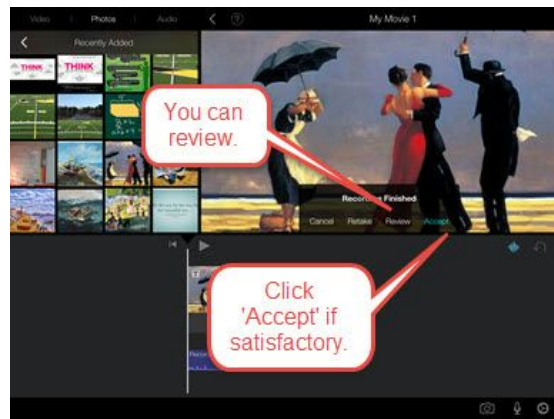 Video Photos Audio My Movie 1
Recently Added
THINK THINK
You can
review.
Recording Finished
Cancel Retake Review Accept
Click
'Accept' if
satisfactory.
T